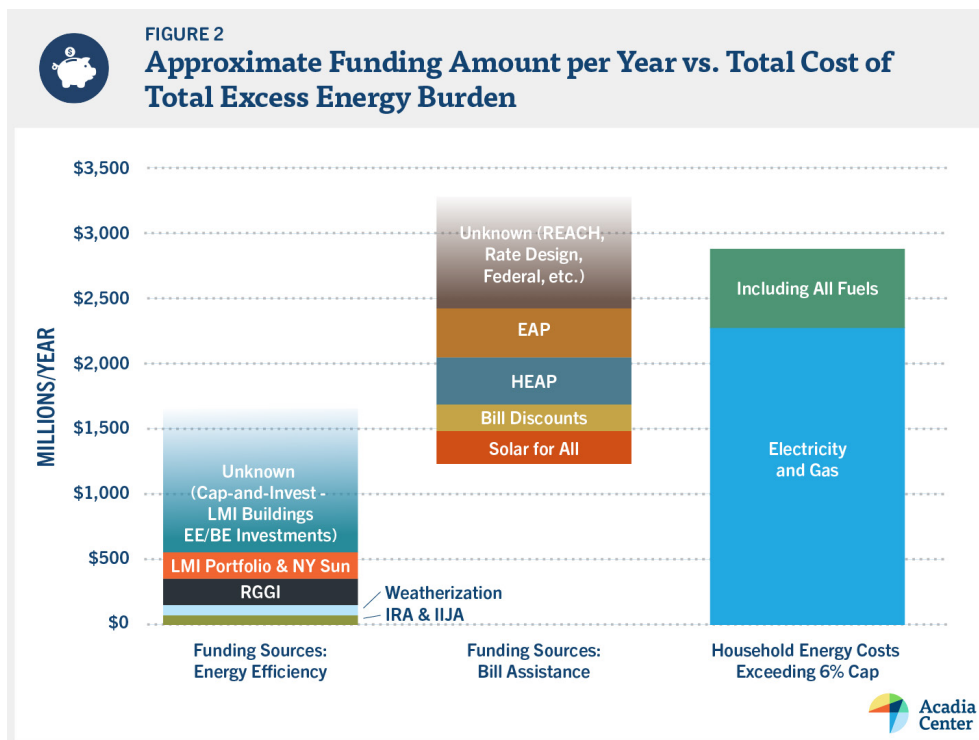 FIGURE 2
Approximate Funding Amount per Year vs. Total Cost of
Total Excess Energy Burden
MILLIONS/YEAR
$3,500
$3,000
$2,500
$2,000
$1,500
$1,000
$500
$0
Unknown
(Cap-and-Invest -
LMI Buildings
EE/BE Investments)
LMI Portfolio & NY Sun
RGGI
Weatherization
IRA & IIJA
Unknown (REACH,
Rate Design,
Federal, etc.)
EAP
HEAP
Bill Discounts
Solar for All
Including All Fuels
Electricity
and Gas
Funding Sources:
Energy Efficiency
Funding Sources:
Bill Assistance
Household Energy Costs
Exceeding 6% Cap
Acadia
Center